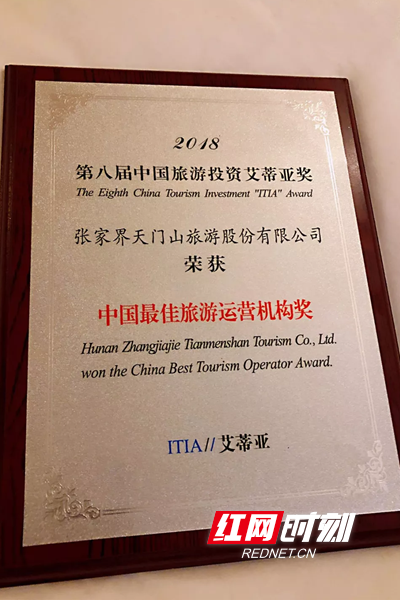 2018
第八届中国旅游投资艾蒂亚奖
The Eighth China Tourism Investment "ITIA" Award
张家界天门山旅游股份有限公司
荣获
中国最佳旅游运营机构奖
Hunan Zhangjiajie Tianmenshan Tourism Co., Ltd.
won the China Best Tourism Operator Award.
ITIA//艾蒂亚
红网时刻
REDNET.CN